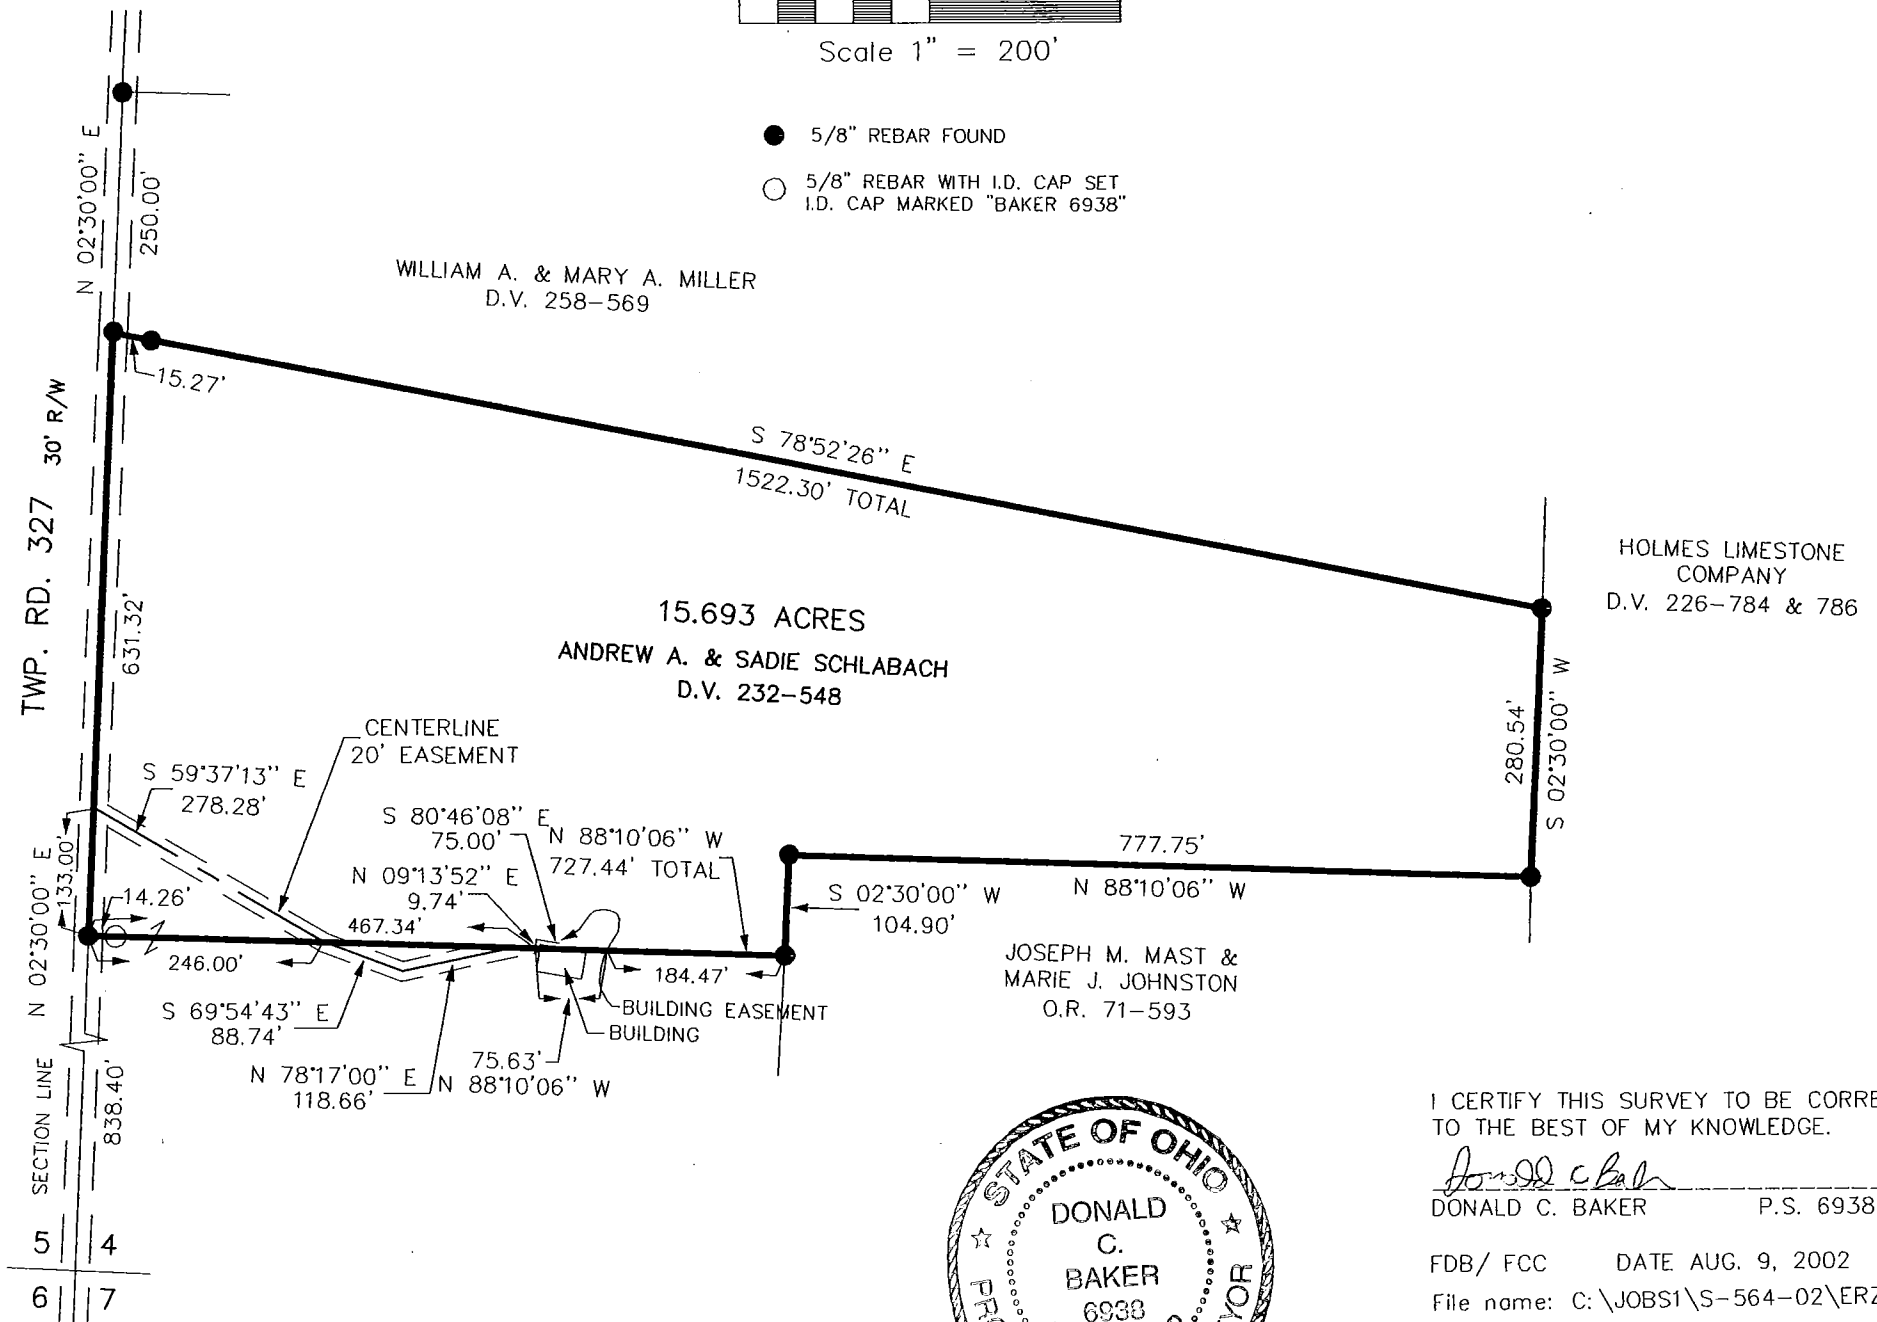 Scale 1" = 200'
5/8" REBAR FOUND
5/8" REBAR WITH I.D. CAP SET
I.D. CAP MARKED "BAKER 6938"
N 02°30'00" E
250.00'
WILLIAM A. & MARY A. MILLER
D.V. 258-569
15.27'
S 78°52'26" E
1522.30' TOTAL
TWP. RD. 327 30' R/W
631.32'
HOLMES LIMESTONE
COMPANY
D.V. 226-784 & 786
15.693 ACRES
ANDREW A. & SADIE SCHLABACH
D.V. 232-548
280.54'
S 02°30'00" W
CENTERLINE
20' EASEMENT
S 59°37'13" E
278.28'
S 80°46'08" E
75.00'
N 88°10'06" W
727.44' TOTAL
777.75'
N 88°10'06" W
N 09°13'52" E
9.74'
S 02°30'00" W
104.90'
N 02°30'00" E
133.00'
14.26'
467.34'
246.00'
184.47'
JOSEPH M. MAST &
MARIE J. JOHNSTON
O.R. 71-593
S 69°54'43" E
88.74'
BUILDING EASEMENT
BUILDING
75.63'
N 88°10'06" W
N 78°17'00" E
118.66'
SECTION LINE
838.40'
5 4
6 7
STATE OF OHIO
DONALD
C.
BAKER
6938
I CERTIFY THIS SURVEY TO BE CORRE
TO THE BEST OF MY KNOWLEDGE.
Donald C Bak
DONALD C. BAKER P.S. 6938
FDB/ FCC DATE AUG. 9, 2002
File name: C:\JOBS1\S-564-02\ERZ